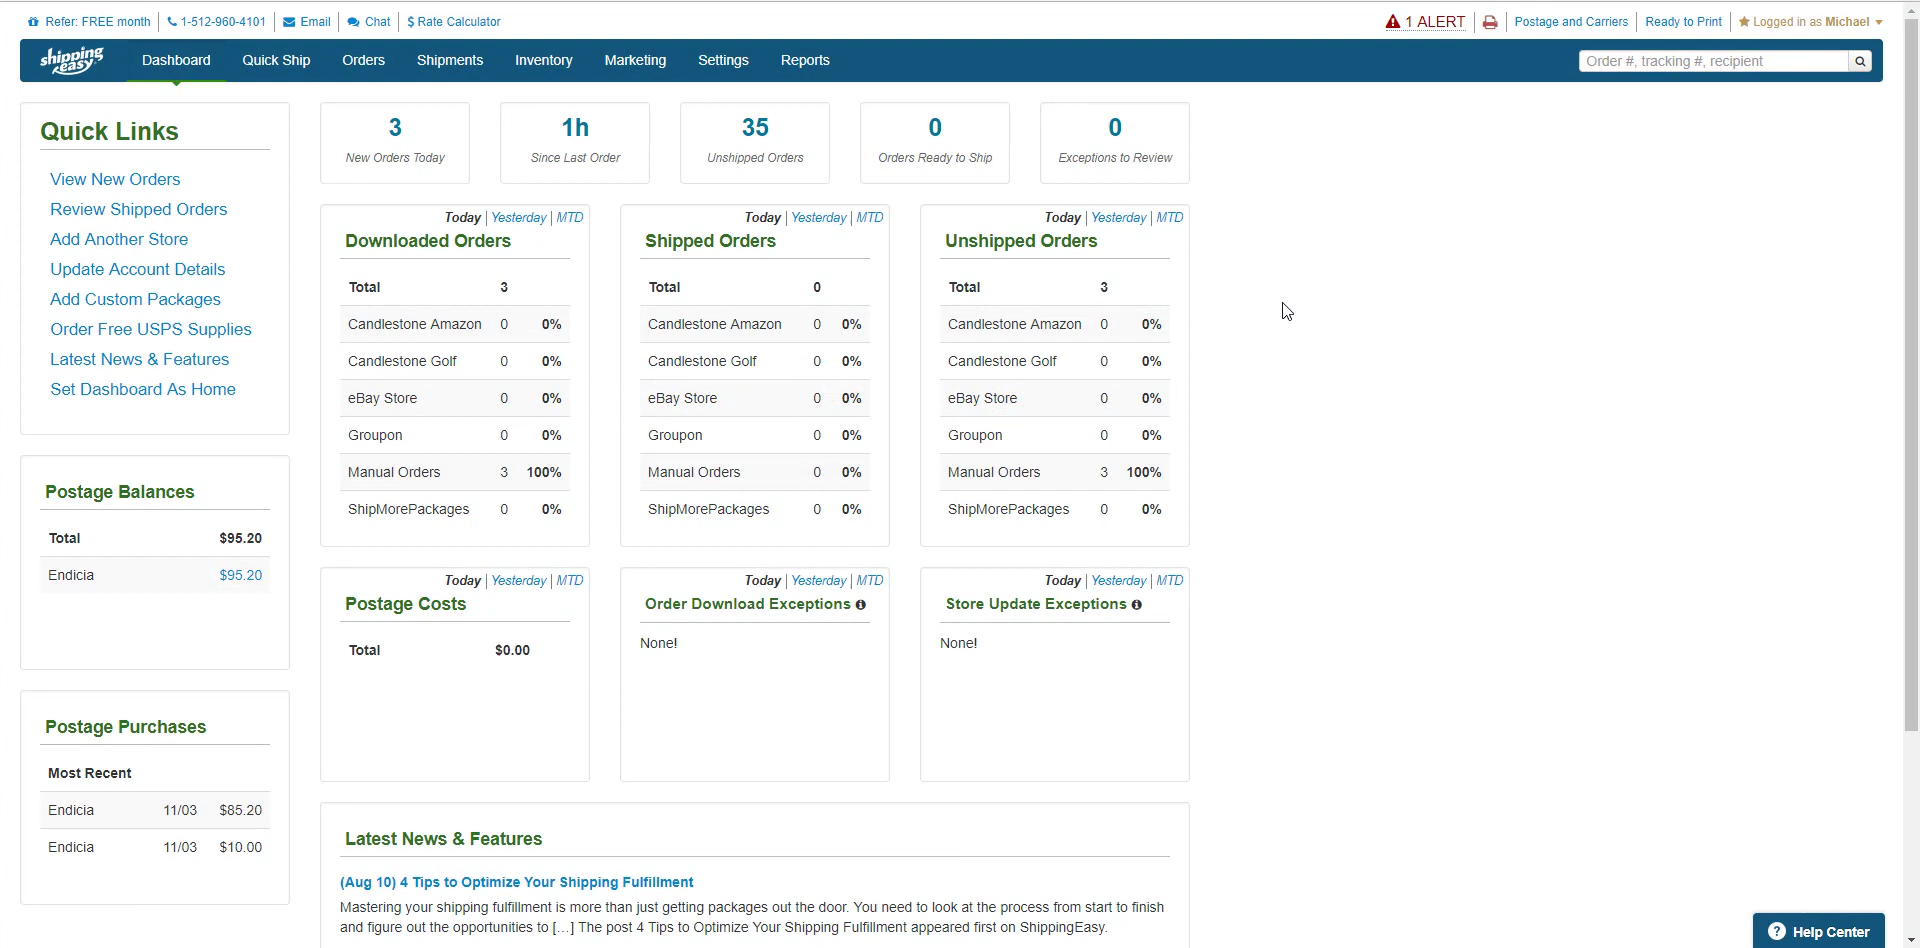 Refer: FREE month
1-512-960-4101
Email
Chat
$ Rate Calculator
1 ALERT
Postage and Carriers
Ready to Print
Logged in as Michael
shipping easy
Dashboard
Quick Ship
Orders
Shipments
Inventory
Marketing
Settings
Reports
Order #, tracking #, recipient
Quick Links
View New Orders
Review Shipped Orders
Add Another Store
Update Account Details
Add Custom Packages
Order Free USPS Supplies
Latest News & Features
Set Dashboard As Home
Postage Balances
Total $95.20
Endicia $95.20
Postage Purchases
Most Recent
Endicia 11/03 $85.20
Endicia 11/03 $10.00
3
New Orders Today
1h
Since Last Order
35
Unshipped Orders
0
Orders Ready to Ship
0
Exceptions to Review
Today | Yesterday | MTD
Downloaded Orders
Total 3
Candlestone Amazon 0 0%
Candlestone Golf 0 0%
eBay Store 0 0%
Groupon 0 0%
Manual Orders 3 100%
ShipMorePackages 0 0%
Today | Yesterday | MTD
Shipped Orders
Total 0
Candlestone Amazon 0 0%
Candlestone Golf 0 0%
eBay Store 0 0%
Groupon 0 0%
Manual Orders 0 0%
ShipMorePackages 0 0%
Today | Yesterday | MTD
Unshipped Orders
Total 3
Candlestone Amazon 0 0%
Candlestone Golf 0 0%
eBay Store 0 0%
Groupon 0 0%
Manual Orders 3 100%
ShipMorePackages 0 0%
Today | Yesterday | MTD
Postage Costs
Total $0.00
Today | Yesterday | MTD
Order Download Exceptions
None!
Today | Yesterday | MTD
Store Update Exceptions
None!
Latest News & Features
(Aug 10) 4 Tips to Optimize Your Shipping Fulfillment
Mastering your shipping fulfillment is more than just getting packages out the door. You need to look at the process from start to finish
and figure out the opportunities to […] The post 4 Tips to Optimize Your Shipping Fulfillment appeared first on ShippingEasy.
? Help Center